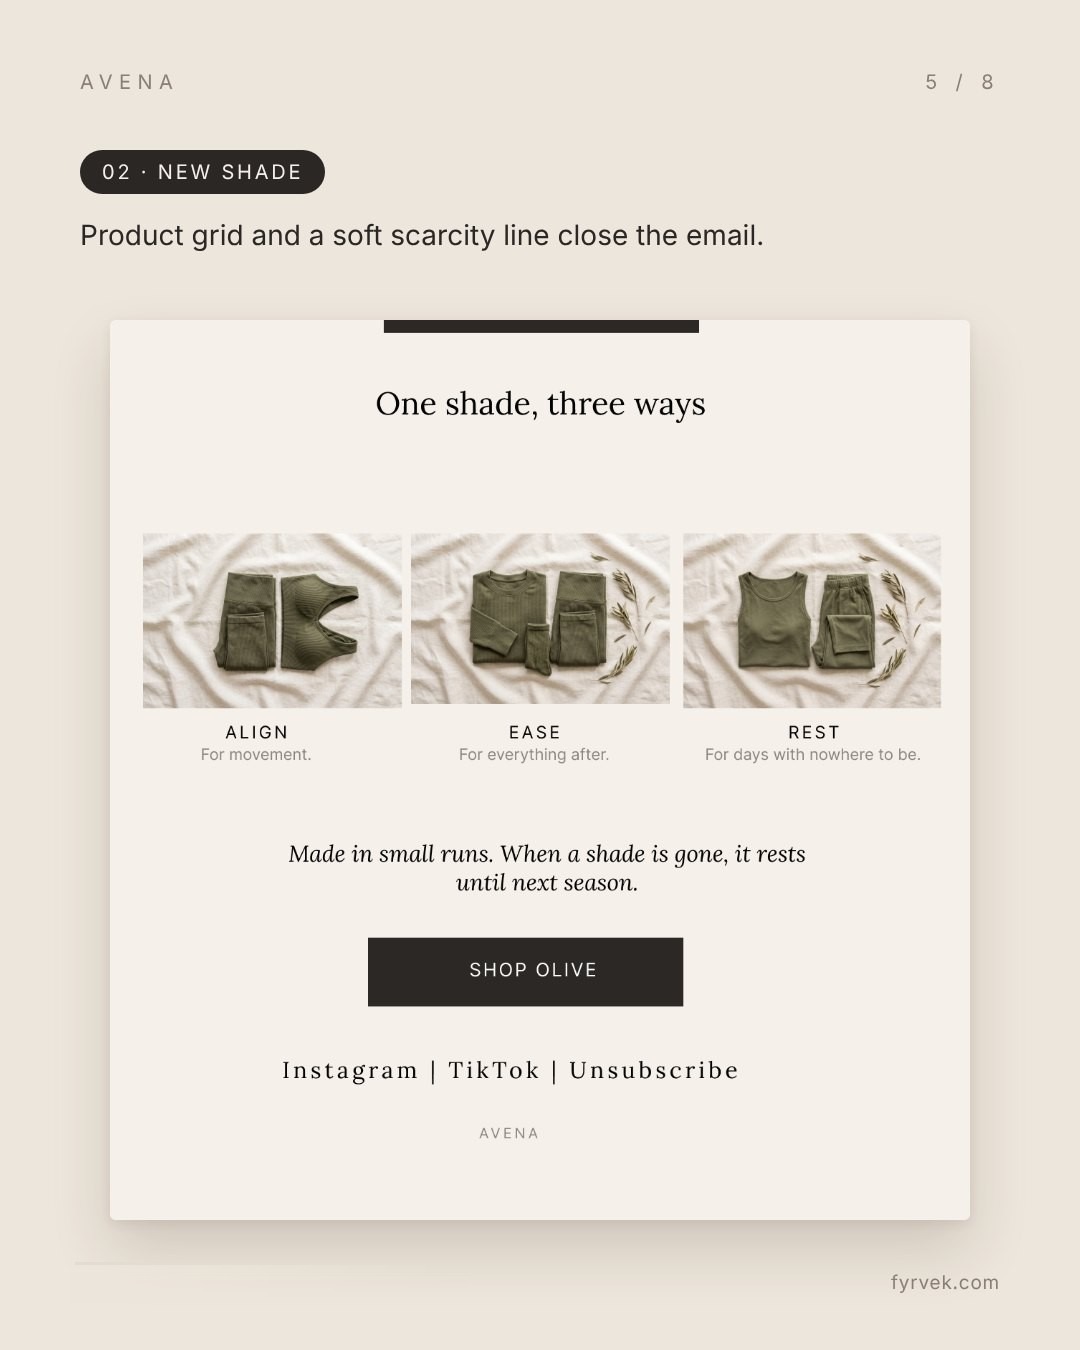 AVENA
5 / 8
02 · NEW SHADE
Product grid and a soft scarcity line close the email.
One shade, three ways
ALIGN
For movement.
EASE
For everything after.
REST
For days with nowhere to be.
Made in small runs. When a shade is gone, it rests
until next season.
SHOP OLIVE
Instagram | TikTok | Unsubscribe
AVENA
fyrvek.com